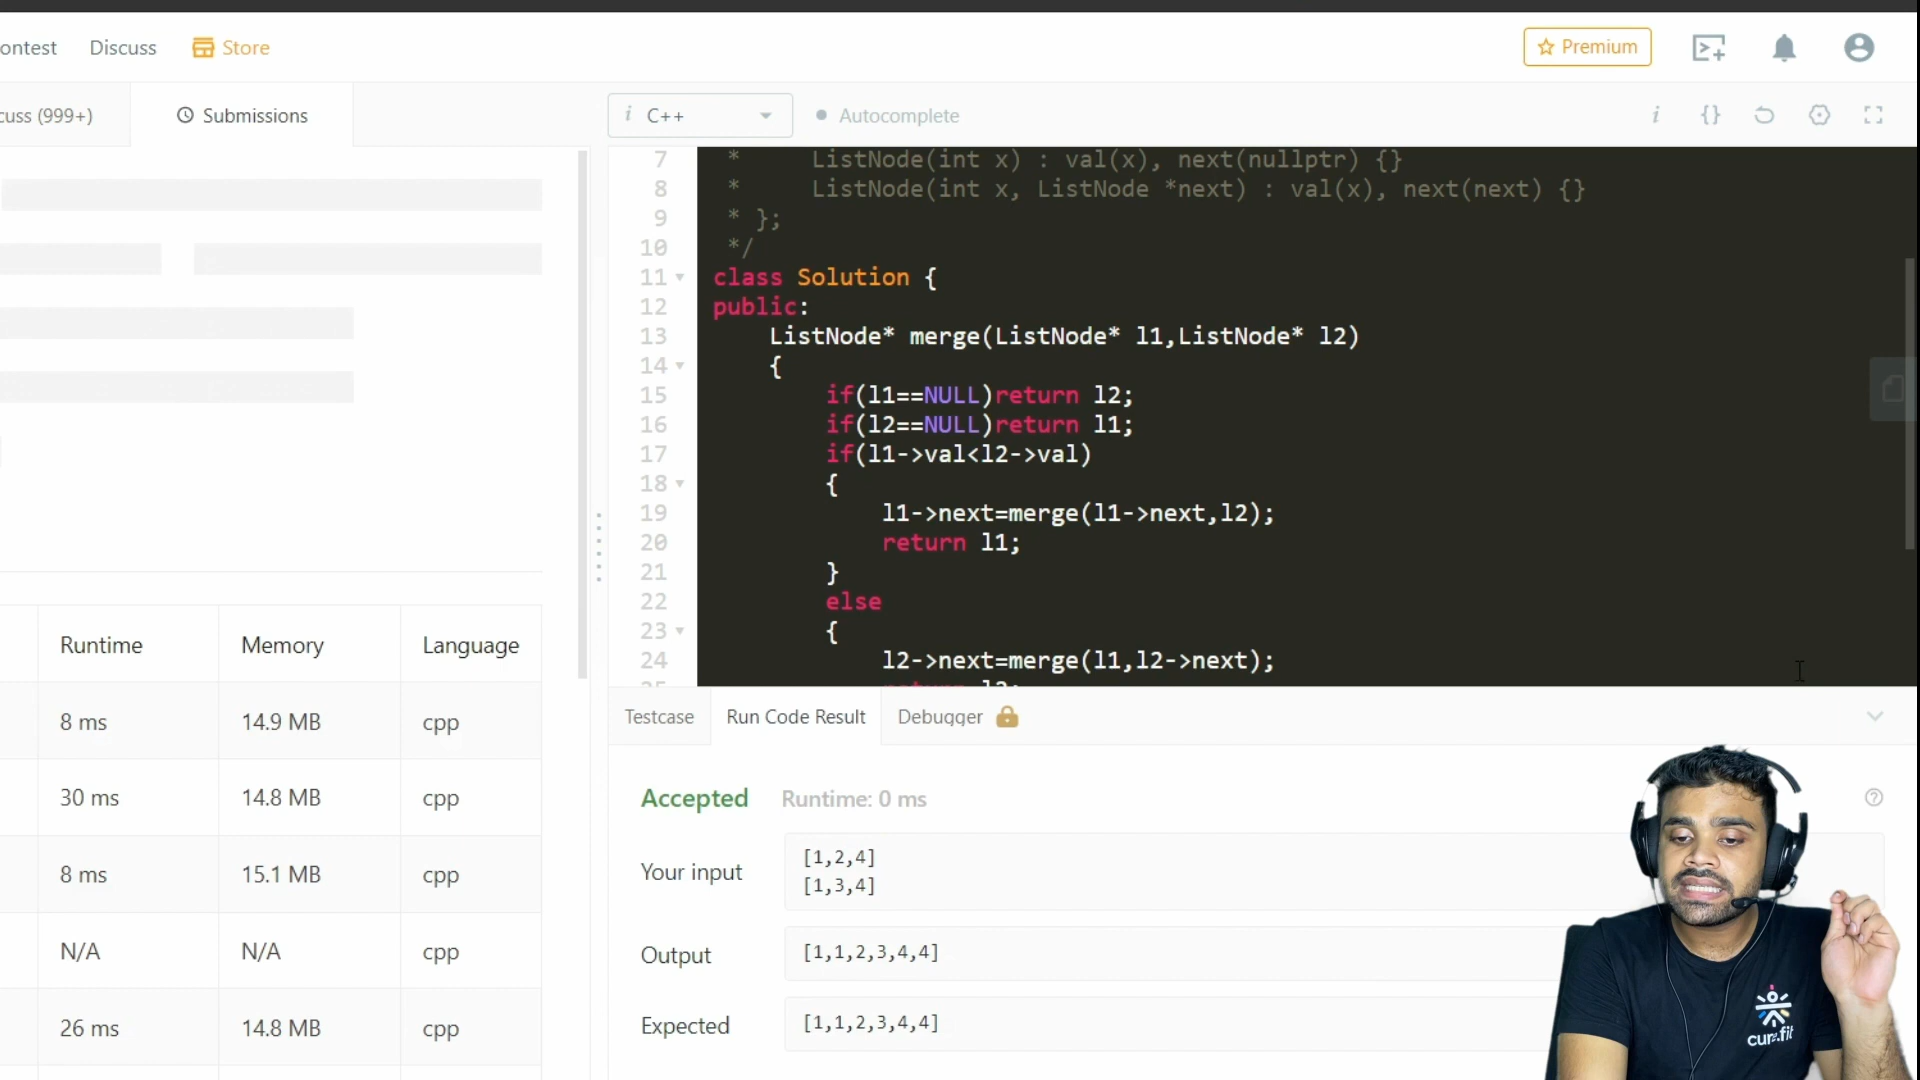 ontest Discuss Store Premium
cuss (999+) Submissions
i C++ Autocomplete i {}
7 * ListNode(int x) : val(x), next(nullptr) {}
8 * ListNode(int x, ListNode *next) : val(x), next(next) {}
9 * };
10 */
11 class Solution {
12 public:
13 ListNode* merge(ListNode* l1,ListNode* l2)
14 {
15 if(l1==NULL)return l2;
16 if(l2==NULL)return l1;
17 if(l1->val<l2->val)
18 {
19 l1->next=merge(l1->next,l2);
20 return l1;
21 }
22 else
23 {
24 l2->next=merge(l1,l2->next);
25 return l2;
Runtime Memory Language
8 ms 14.9 MB cpp
30 ms 14.8 MB cpp
8 ms 15.1 MB cpp
N/A N/A cpp
26 ms 14.8 MB cpp
Testcase Run Code Result Debugger
Accepted Runtime: 0 ms
Your input
[1,2,4]
[1,3,4]
Output [1,1,2,3,4,4]
Expected [1,1,2,3,4,4]
cure.fit